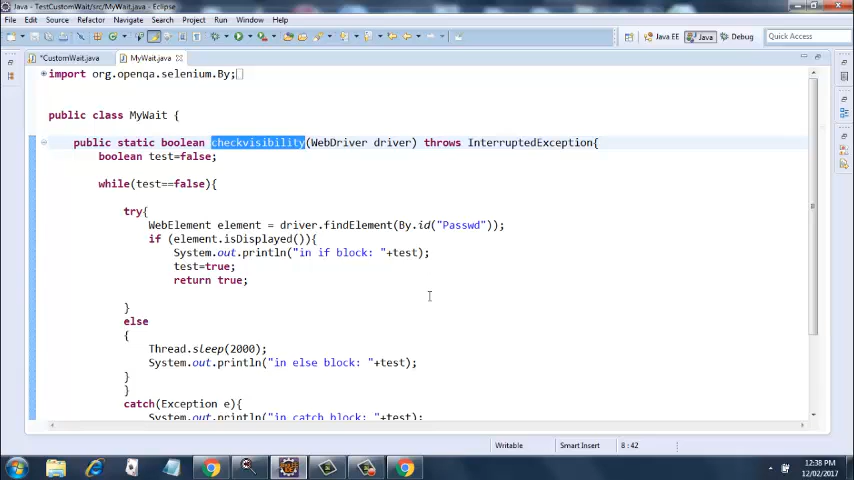 Java - TestCustomWait/src/MyWait.java - Eclipse
File Edit Source Refactor Navigate Search Project Run Window Help
Quick Access
Java EE
Java
Debug
*CustomWait.java
MyWait.java
import org.openqa.selenium.By;
public class MyWait {
public static boolean checkvisibility(WebDriver driver) throws InterruptedException{
boolean test=false;
while(test==false){
try{
WebElement element = driver.findElement(By.id("Passwd"));
if (element.isDisplayed()){
System.out.println("in if block: "+test);
test=true;
return true;
}
else
{
Thread.sleep(2000);
System.out.println("in else block: "+test);
}
}
catch(Exception e){
System.out.println("in catch block: "+test);
Writable
Smart Insert
8 : 42
12:38 PM
12/02/2017